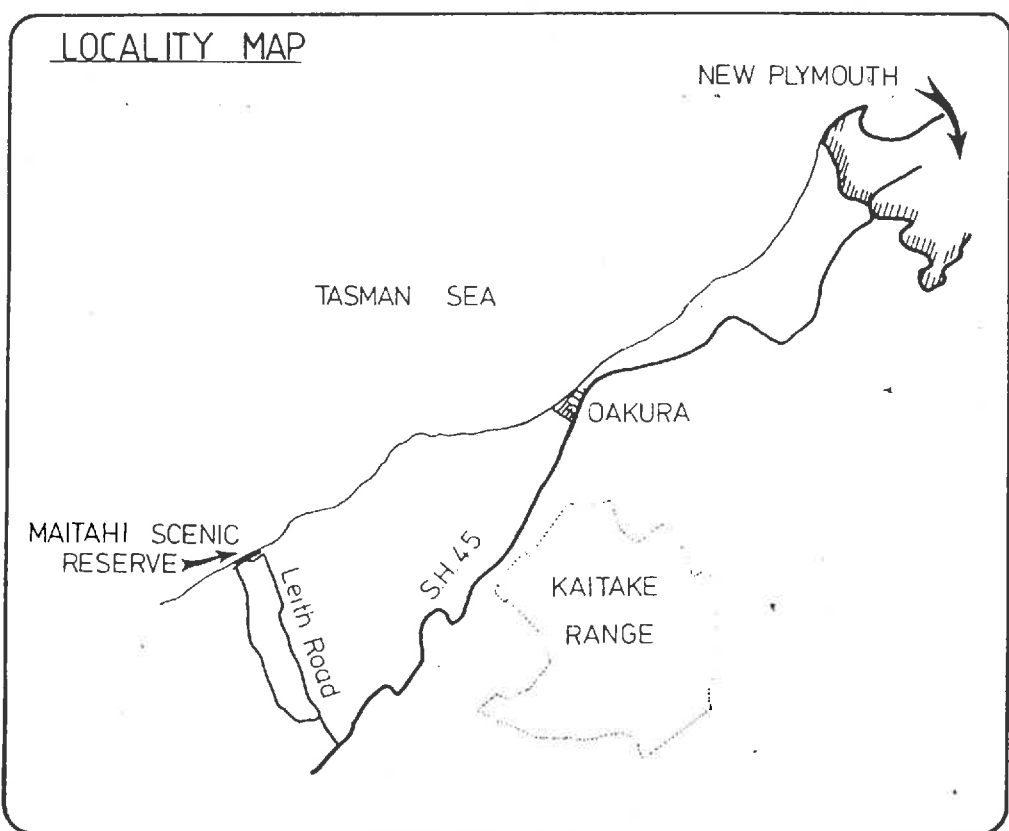 LOCALITY MAP
NEW PLYMOUTH
TASMAN SEA
OAKURA
MAITAHI SCENIC
RESERVE
Leith Road
S.H.45
KAITAKE
RANGE